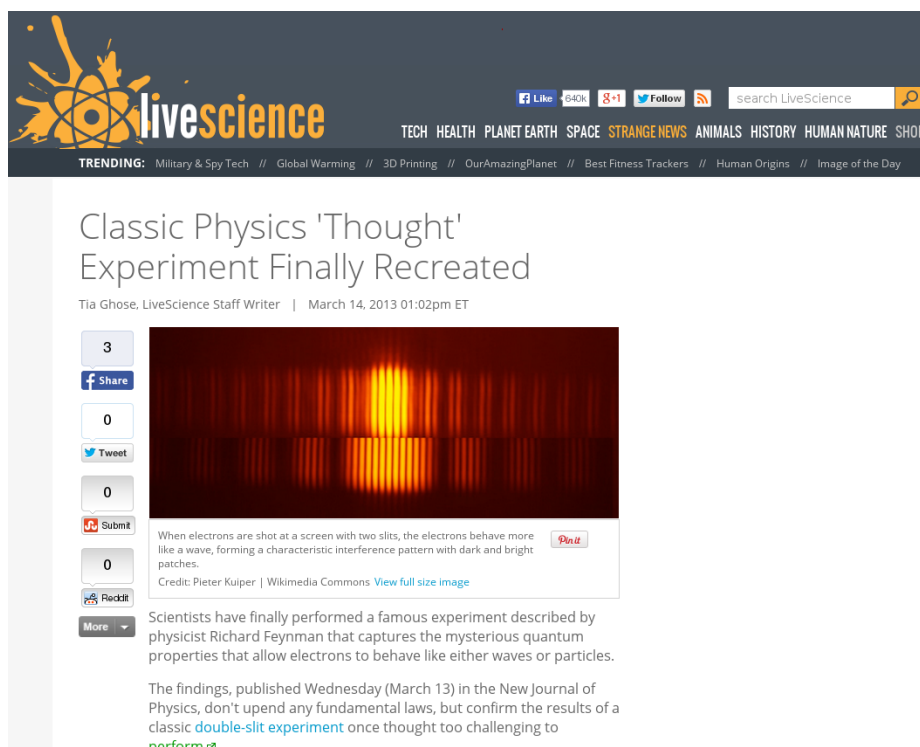 livescience
Like 640k g+1 Follow search LiveScience
TECH HEALTH PLANET EARTH SPACE STRANGE NEWS ANIMALS HISTORY HUMAN NATURE
TRENDING: Military & Spy Tech // Global Warming // 3D Printing // OurAmazingPlanet // Best Fitness Trackers // Human Origins // Image of the Day
Classic Physics 'Thought'
Experiment Finally Recreated
Tia Ghose, LiveScience Staff Writer | March 14, 2013 01:02pm ET
3
Share
0
Tweet
0
Submit
0
Reddit
More
When electrons are shot at a screen with two slits, the electrons behave more
like a wave, forming a characteristic interference pattern with dark and bright
patches.
Pin it
Credit: Pieter Kuiper | Wikimedia Commons View full size image
Scientists have finally performed a famous experiment described by
physicist Richard Feynman that captures the mysterious quantum
properties that allow electrons to behave like either waves or particles.
The findings, published Wednesday (March 13) in the New Journal of
Physics, don't upend any fundamental laws, but confirm the results of a
classic double-slit experiment once thought too challenging to
perform